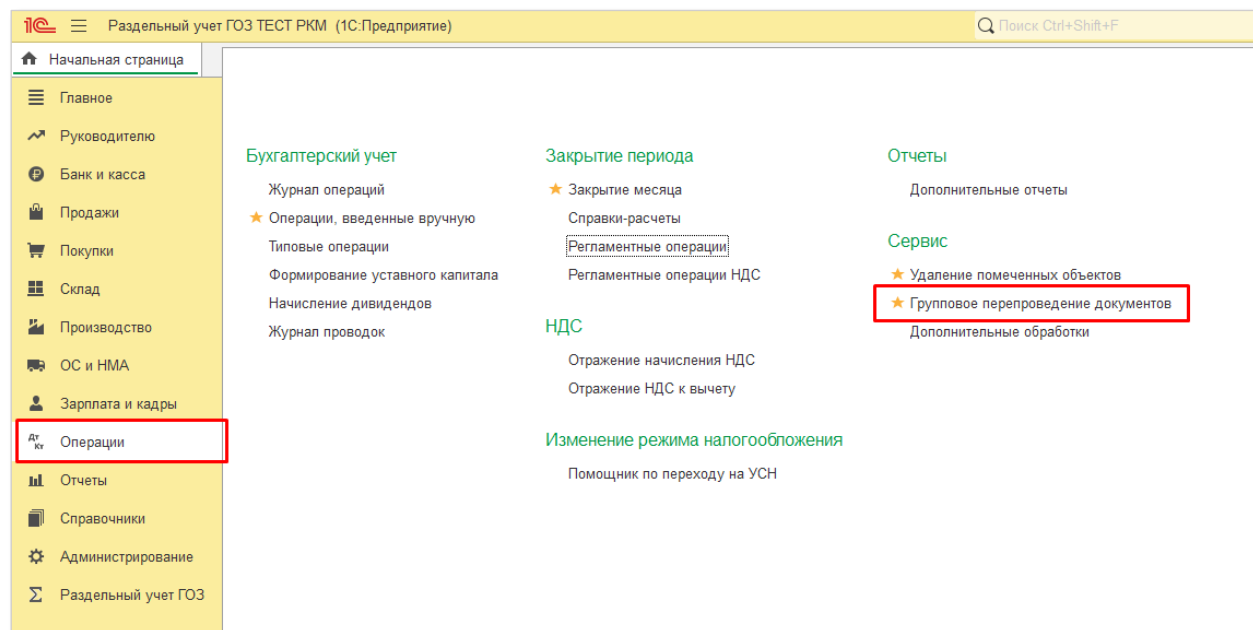 1С Раздельный учет ГОЗ ТЕСТ РКМ (1С:Предприятие)
Поиск Ctrl+Shift+F
Начальная страница
Главное
Руководителю
Банк и касса
Продажи
Покупки
Склад
Производство
ОС и НМА
Зарплата и кадры
Дт Кт Операции
Отчеты
Справочники
Администрирование
Раздельный учет ГОЗ
Бухгалтерский учет
Журнал операций
Операции, введенные вручную
Типовые операции
Формирование уставного капитала
Начисление дивидендов
Журнал проводок
Закрытие периода
Закрытие месяца
Справки-расчеты
Регламентные операции
Регламентные операции НДС
НДС
Отражение начисления НДС
Отражение НДС к вычету
Изменение режима налогообложения
Помощник по переходу на УСН
Отчеты
Дополнительные отчеты
Сервис
Удаление помеченных объектов
Групповое перепроведение документов
Дополнительные обработки